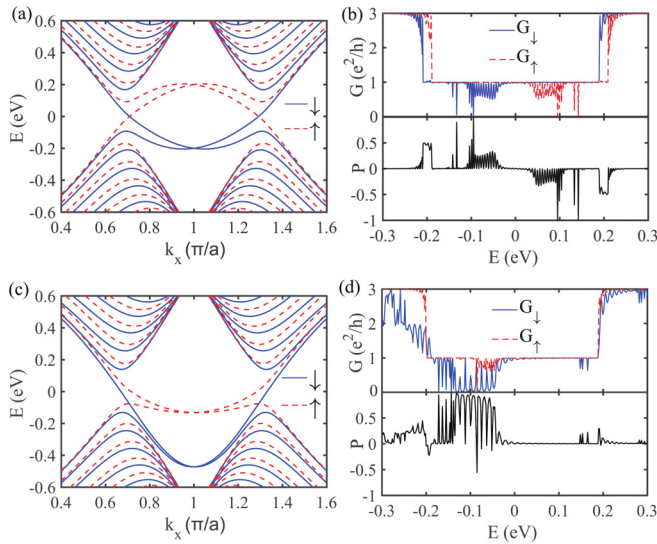 (a)
0.6
0.4
0.2
0
-0.2
-0.4
-0.6
E (eV)
↓
↑
0.4 0.6 0.8 1 1.2 1.4 1.6
k_x (π/a)
(b)
3
2
1
0
G (e²/h)
G↓
G↑
0.5
0
-0.5
-1
P
-0.3 -0.2 -0.1 0 0.1 0.2 0.3
E (eV)
(c)
0.6
0.4
0.2
0
-0.2
-0.4
-0.6
E (eV)
↓
↑
0.4 0.6 0.8 1 1.2 1.4 1.6
k_x (π/a)
(d)
3
2
1
0
G (e²/h)
G↓
G↑
0.5
0
-0.5
-1
P
-0.3 -0.2 -0.1 0 0.1 0.2 0.3
E (eV)